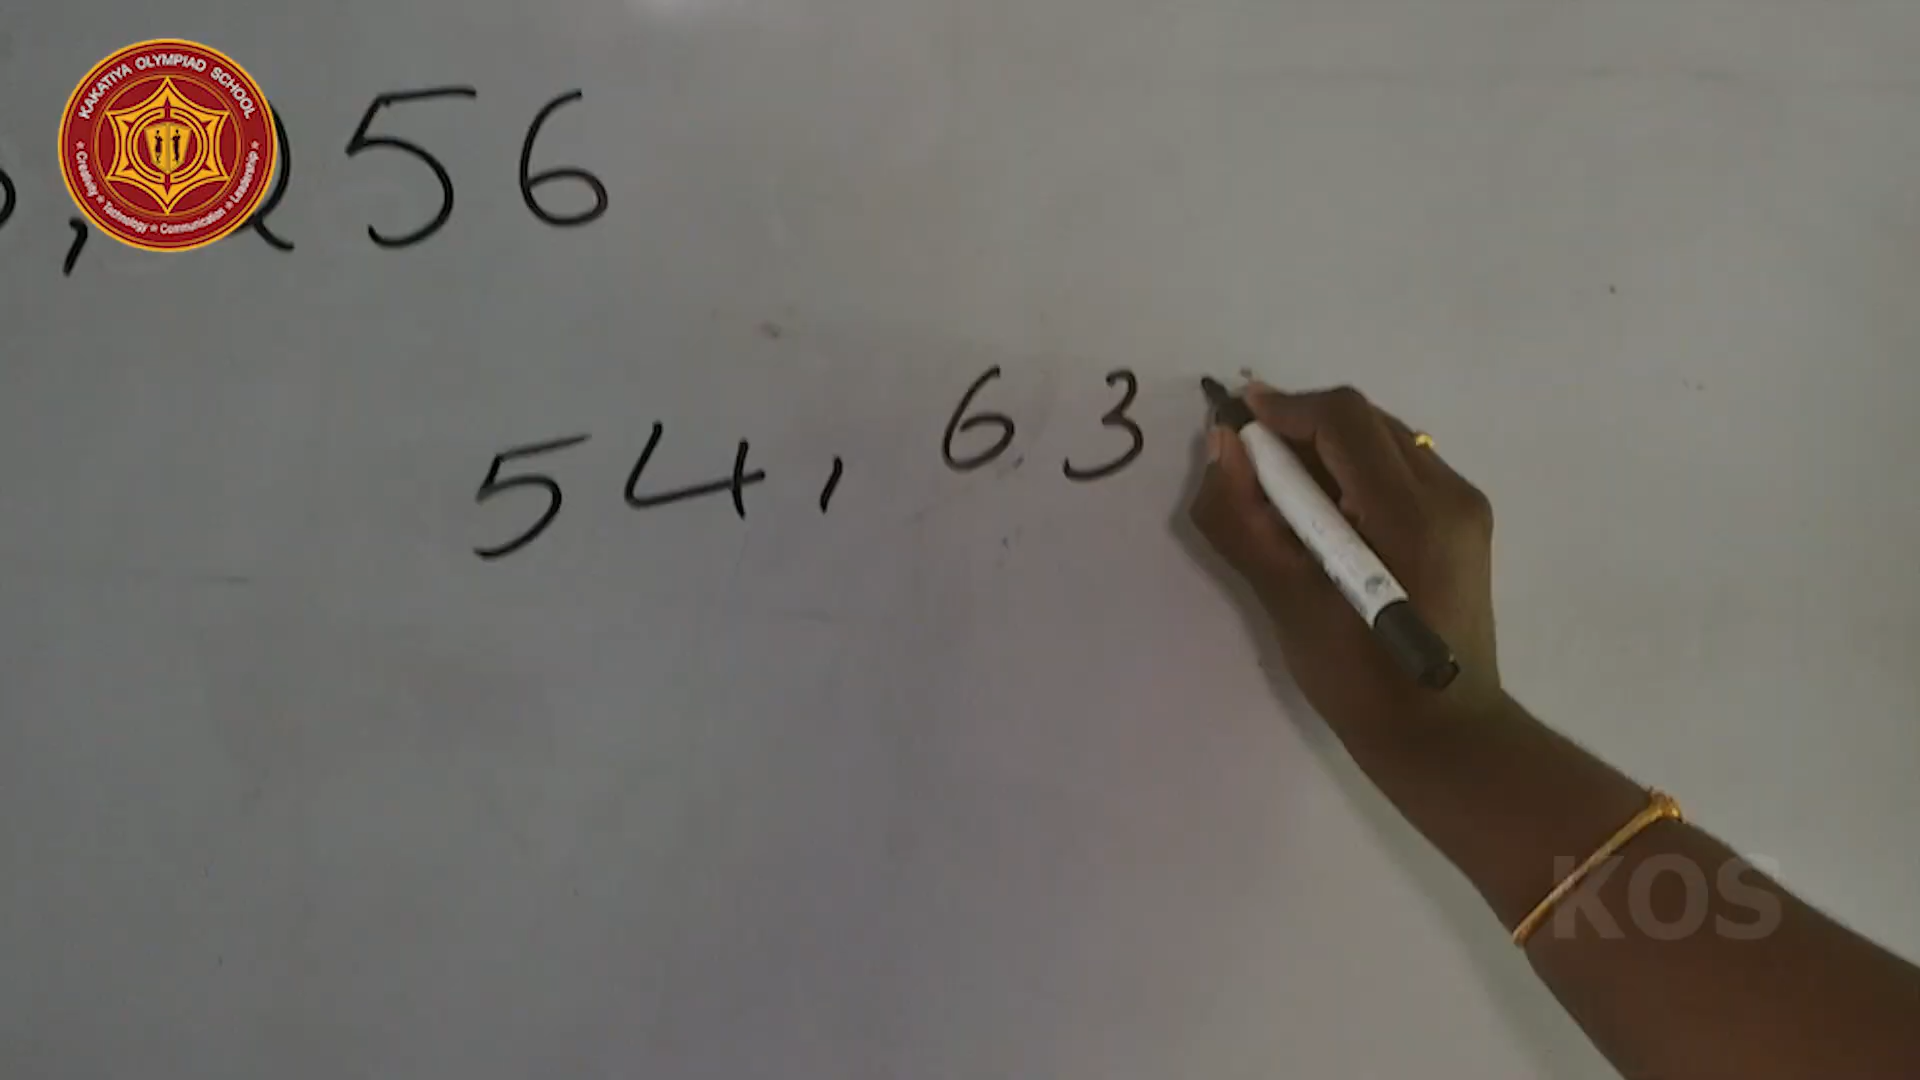 KAKATIYA OLYMPIAD SCHOOL
Creativity ★ Technology ★ Communication ★ Leadership
, 256
54, 63
KOS